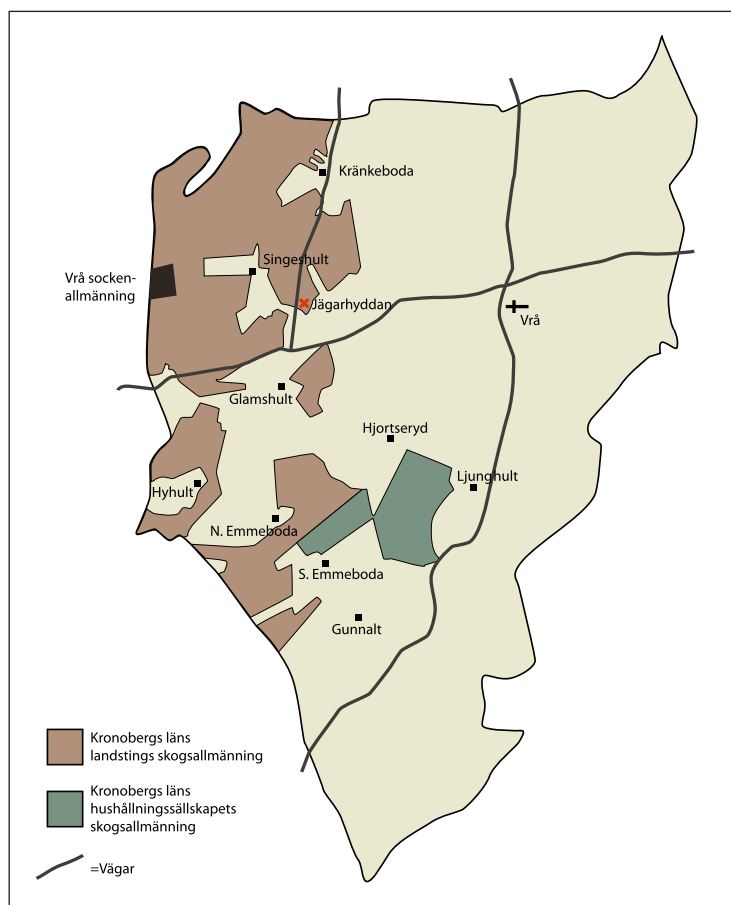 Kränkeboda
Singeshult
Vrå socken-
allmänning
Jägarhyddan
Vrå
Glamshult
Hjortseryd
Ljunghult
Hyhult
N. Emmeboda
S. Emmeboda
Gunnalt
Kronobergs läns
landstings skogsallmänning
Kronobergs läns
hushållningssällskapets
skogsallmänning
=Vägar